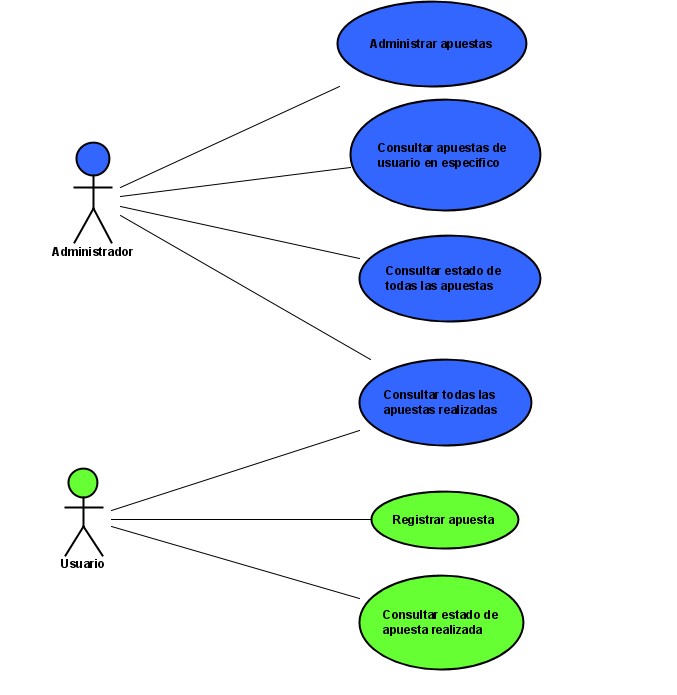 Administrar apuestas
Consultar apuestas de
usuario en especifico
Administrador
Consultar estado de
todas las apuestas
Consultar todas las
apuestas realizadas
Registrar apuesta
Usuario
Consultar estado de
apuesta realizada